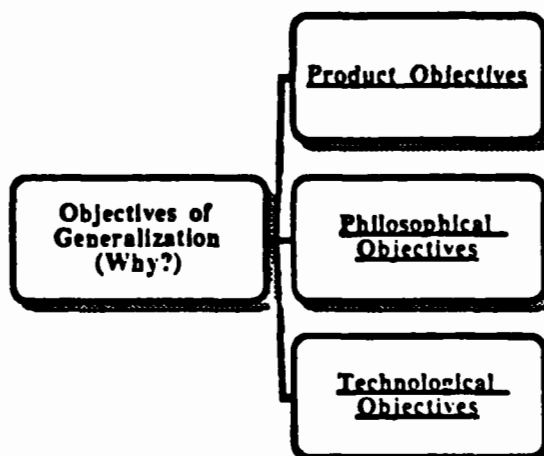 Product Objectives
Objectives of
Generalization
(Why?)
Philosophical
Objectives
Technological
Objectives